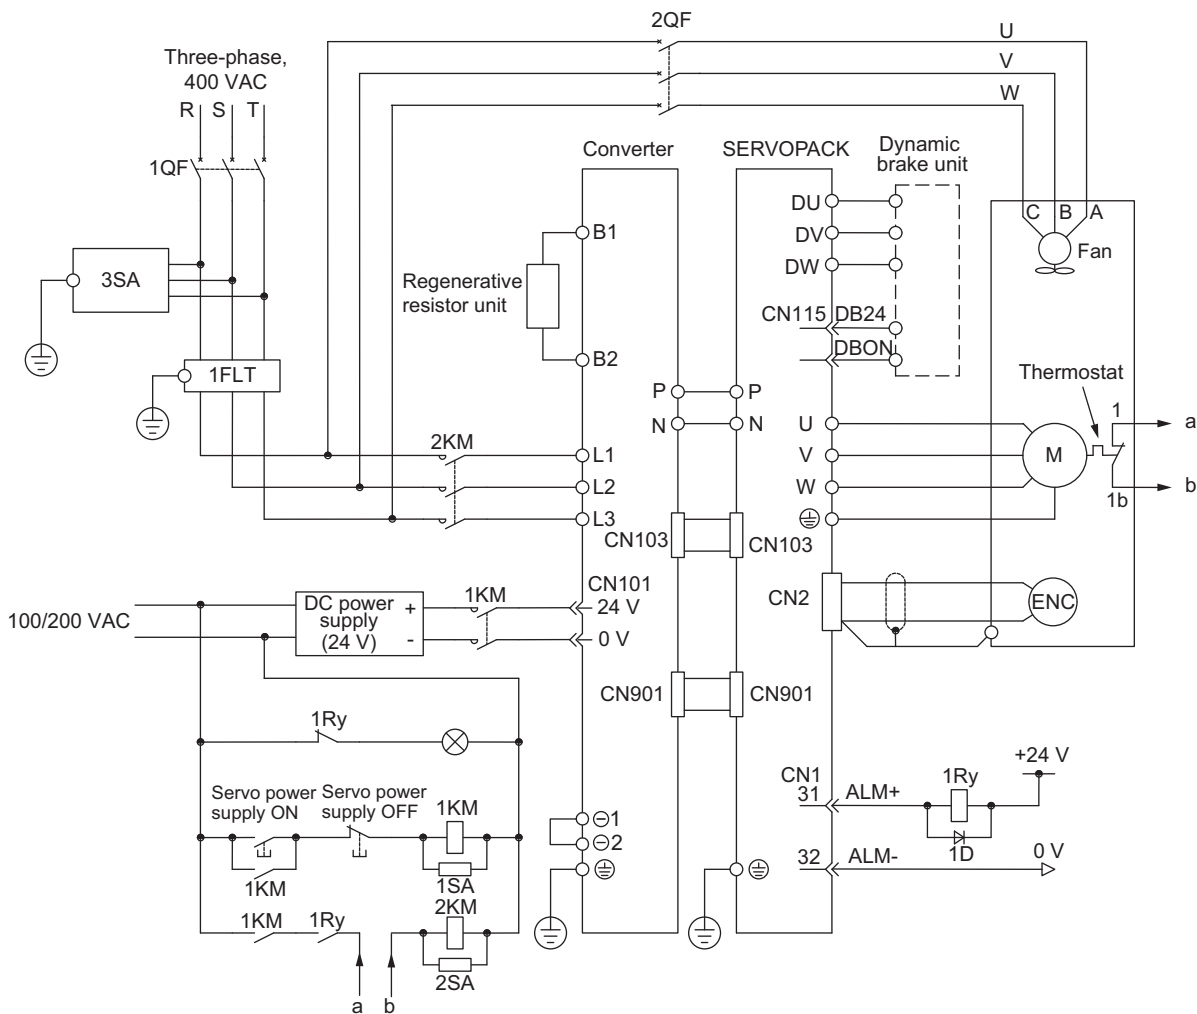 2QF
U
V
W
Three-phase,
400 VAC
R S T
1QF
Converter
SERVOPACK
Dynamic
brake unit
DU
DV
DW
CN115 DB24
DBON
C B A
Fan
3SA
B1
Regenerative
resistor unit
B2
1FLT
P P
N N
Thermostat
1
a
U
V
W
M
1b
b
2KM
L1
L2
L3
CN103 CN103
CN101
100/200 VAC
DC power
supply
(24 V)
+
-
1KM
24 V
0 V
CN2
ENC
CN901 CN901
1Ry
Servo power
supply ON
Servo power
supply OFF
1KM
1KM
1SA
1
2
CN1
31 ALM+
1Ry
+24 V
1D
32 ALM-
0 V
1KM 1Ry
2KM
2SA
a b